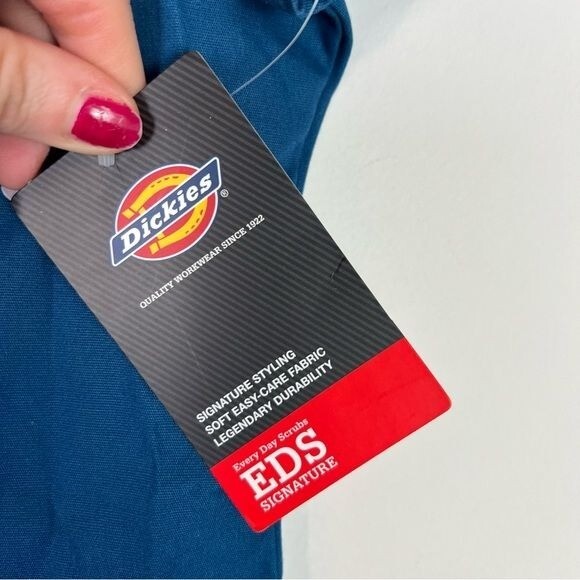 Dickies®
QUALITY WORKWEAR SINCE 1922
SIGNATURE STYLING
SOFT EASY-CARE FABRIC
LEGENDARY DURABILITY
Every Day Scrubs
EDS
SIGNATURE